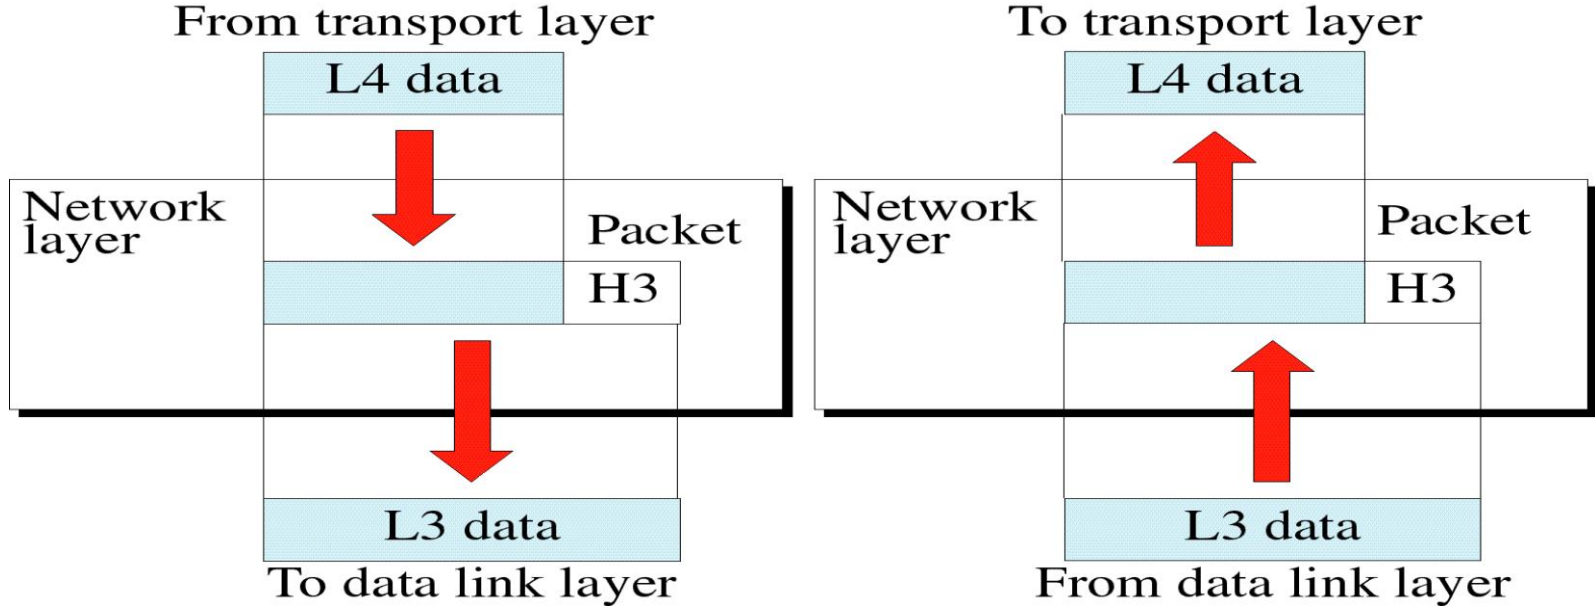 From transport layer
L4 data
Network
layer
Packet
H3
L3 data
To data link layer
To transport layer
L4 data
Network
layer
Packet
H3
L3 data
From data link layer